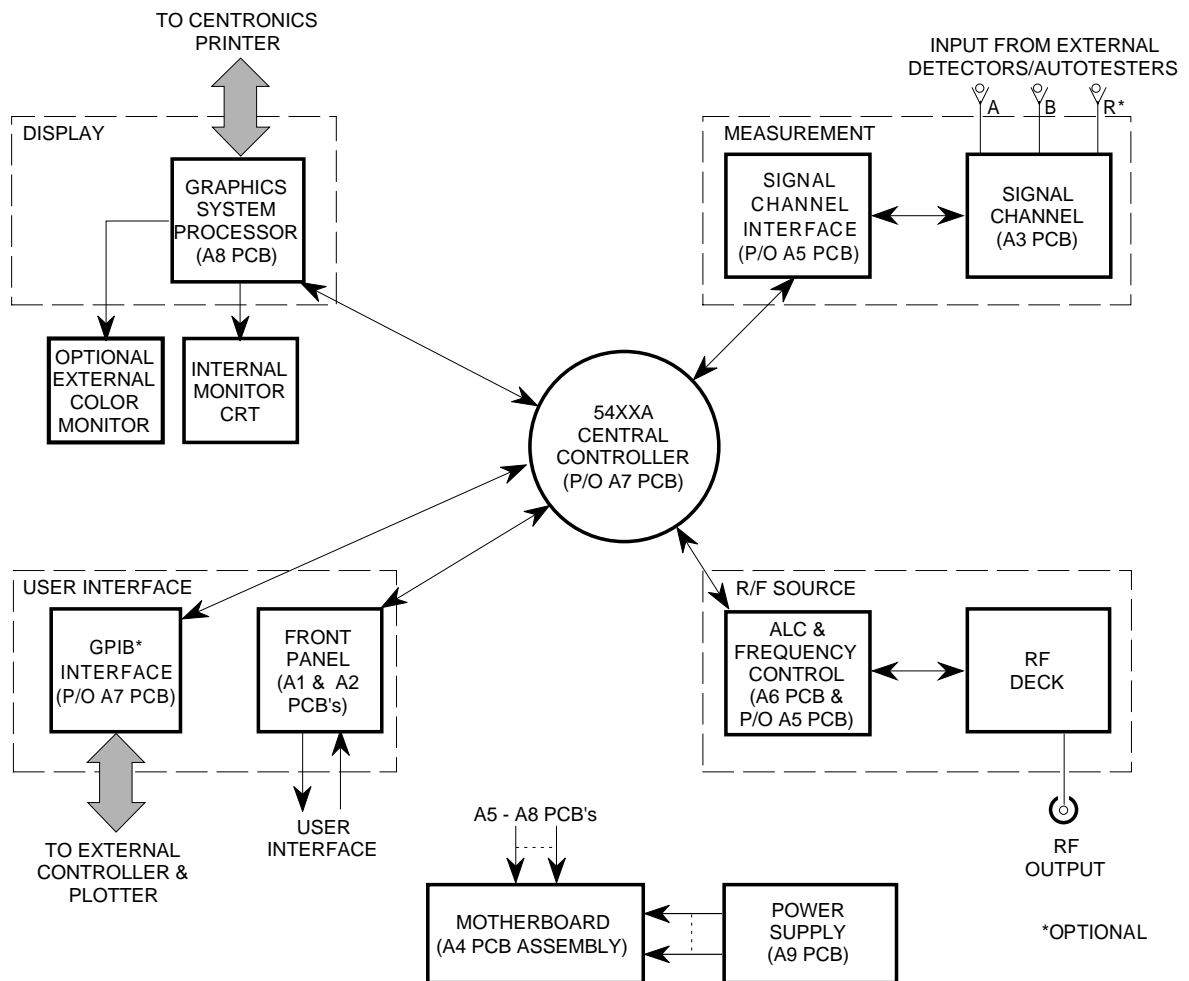 TO CENTRONICS
PRINTER
INPUT FROM EXTERNAL
DETECTORS/AUTOTESTERS
A
B
R*
DISPLAY
GRAPHICS
SYSTEM
PROCESSOR
(A8 PCB)
OPTIONAL
EXTERNAL
COLOR
MONITOR
INTERNAL
MONITOR
CRT
MEASUREMENT
SIGNAL
CHANNEL
INTERFACE
(P/O A5 PCB)
SIGNAL
CHANNEL
(A3 PCB)
54XXA
CENTRAL
CONTROLLER
(P/O A7 PCB)
USER INTERFACE
GPIB*
INTERFACE
(P/O A7 PCB)
FRONT
PANEL
(A1 & A2
PCB's)
TO EXTERNAL
CONTROLLER &
PLOTTER
USER
INTERFACE
R/F SOURCE
ALC &
FREQUENCY
CONTROL
(A6 PCB &
P/O A5 PCB)
RF
DECK
RF
OUTPUT
A5 - A8 PCB's
MOTHERBOARD
(A4 PCB ASSEMBLY)
POWER
SUPPLY
(A9 PCB)
*OPTIONAL